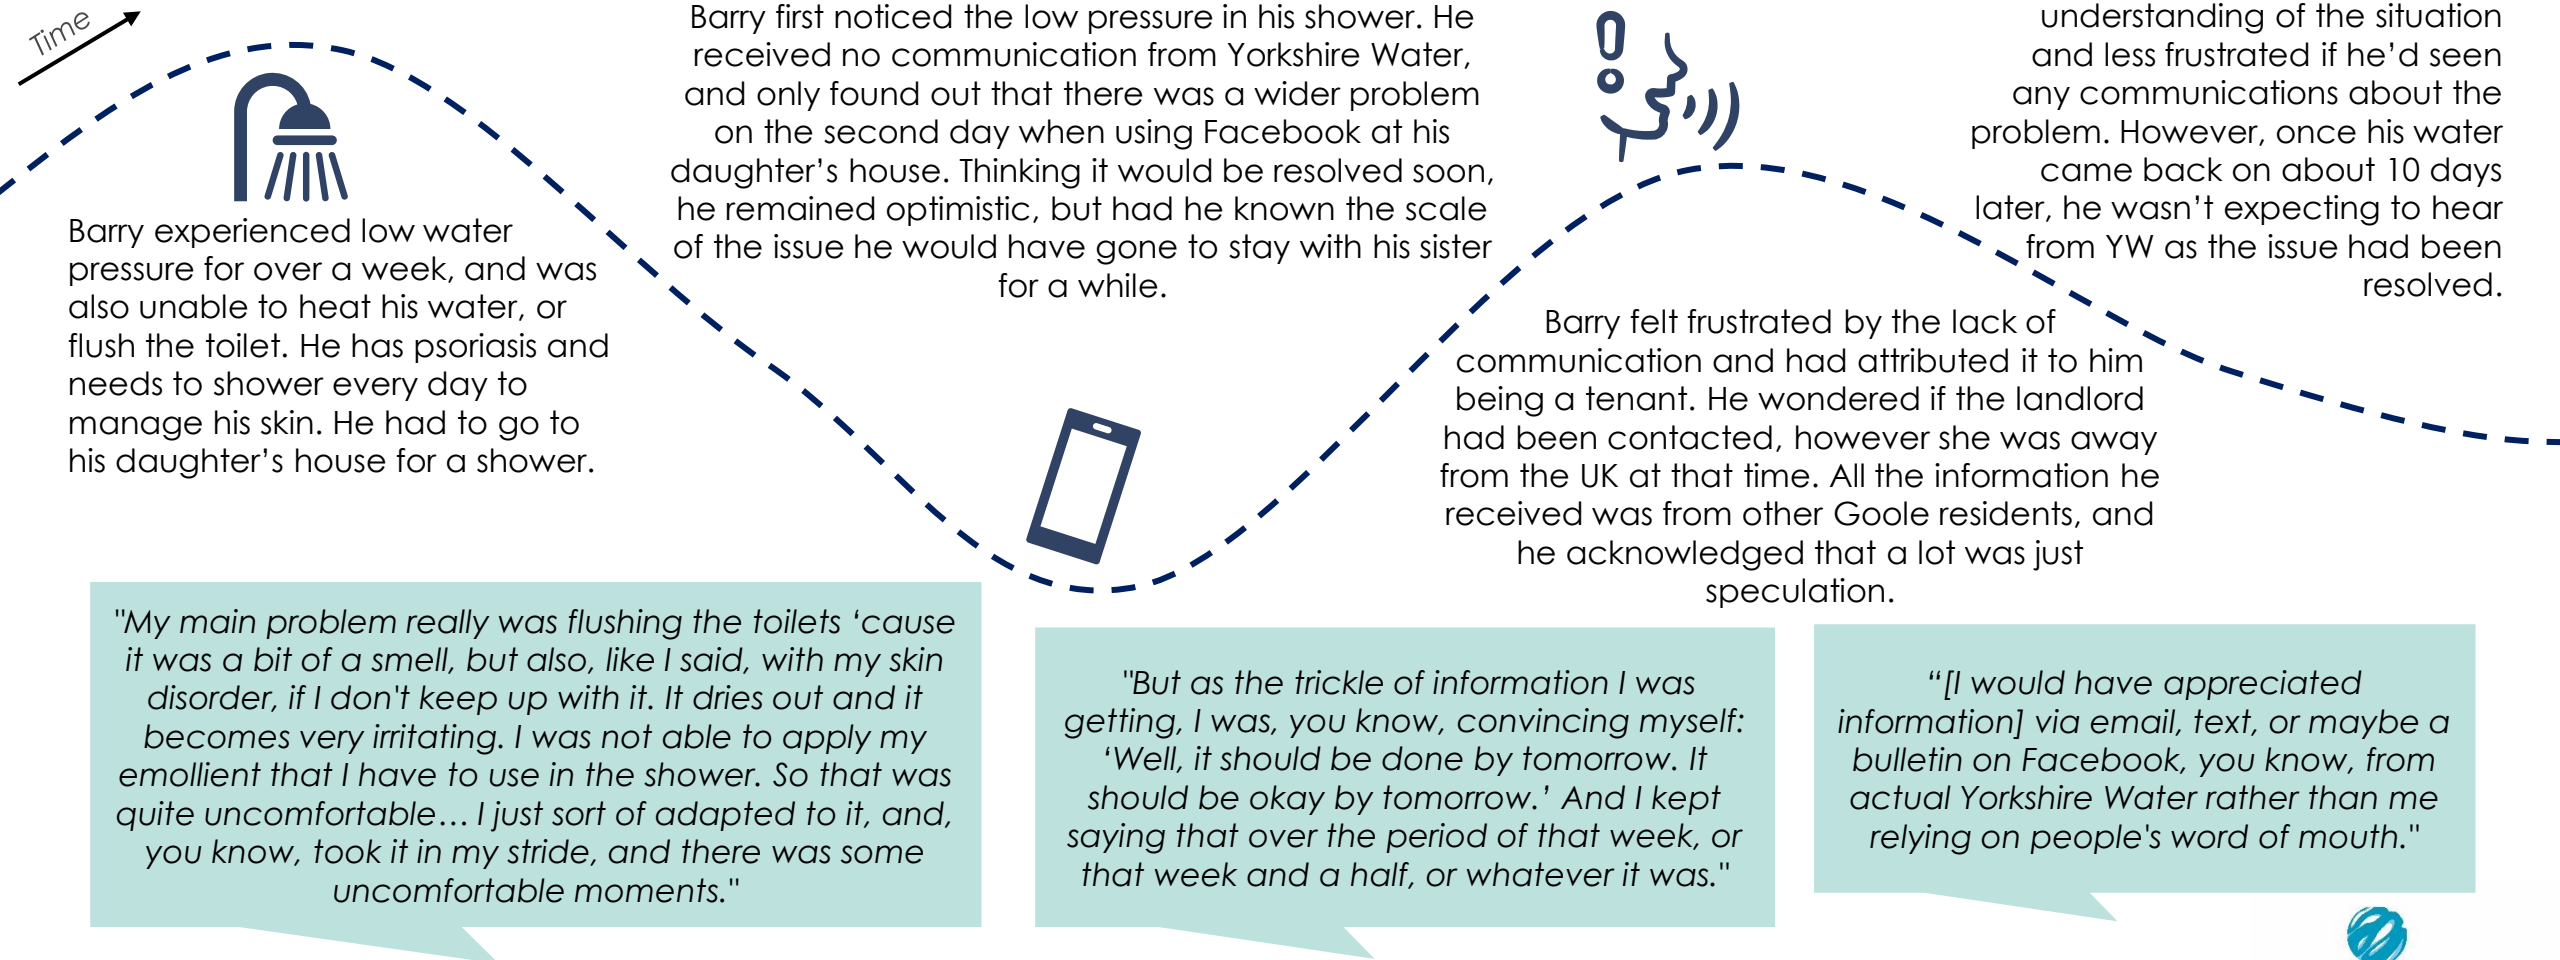 Time
Barry experienced low water
pressure for over a week, and was
also unable to heat his water, or
flush the toilet. He has psoriasis and
needs to shower every day to
manage his skin. He had to go to
his daughter’s house for a shower.
Barry first noticed the low pressure in his shower. He
received no communication from Yorkshire Water,
and only found out that there was a wider problem
on the second day when using Facebook at his
daughter’s house. Thinking it would be resolved soon,
he remained optimistic, but had he known the scale
of the issue he would have gone to stay with his sister
for a while.
Barry felt frustrated by the lack of
communication and had attributed it to him
being a tenant. He wondered if the landlord
had been contacted, however she was away
from the UK at that time. All the information he
received was from other Goole residents, and
he acknowledged that a lot was just
speculation.
understanding of the situation
and less frustrated if he’d seen
any communications about the
problem. However, once his water
came back on about 10 days
later, he wasn’t expecting to hear
from YW as the issue had been
resolved.
"My main problem really was flushing the toilets ‘cause
it was a bit of a smell, but also, like I said, with my skin
disorder, if I don't keep up with it. It dries out and it
becomes very irritating. I was not able to apply my
emollient that I have to use in the shower. So that was
quite uncomfortable… I just sort of adapted to it, and,
you know, took it in my stride, and there was some
uncomfortable moments."
"But as the trickle of information I was
getting, I was, you know, convincing myself:
‘Well, it should be done by tomorrow. It
should be okay by tomorrow.’ And I kept
saying that over the period of that week, or
that week and a half, or whatever it was."
“[I would have appreciated
information] via email, text, or maybe a
bulletin on Facebook, you know, from
actual Yorkshire Water rather than me
relying on people's word of mouth."